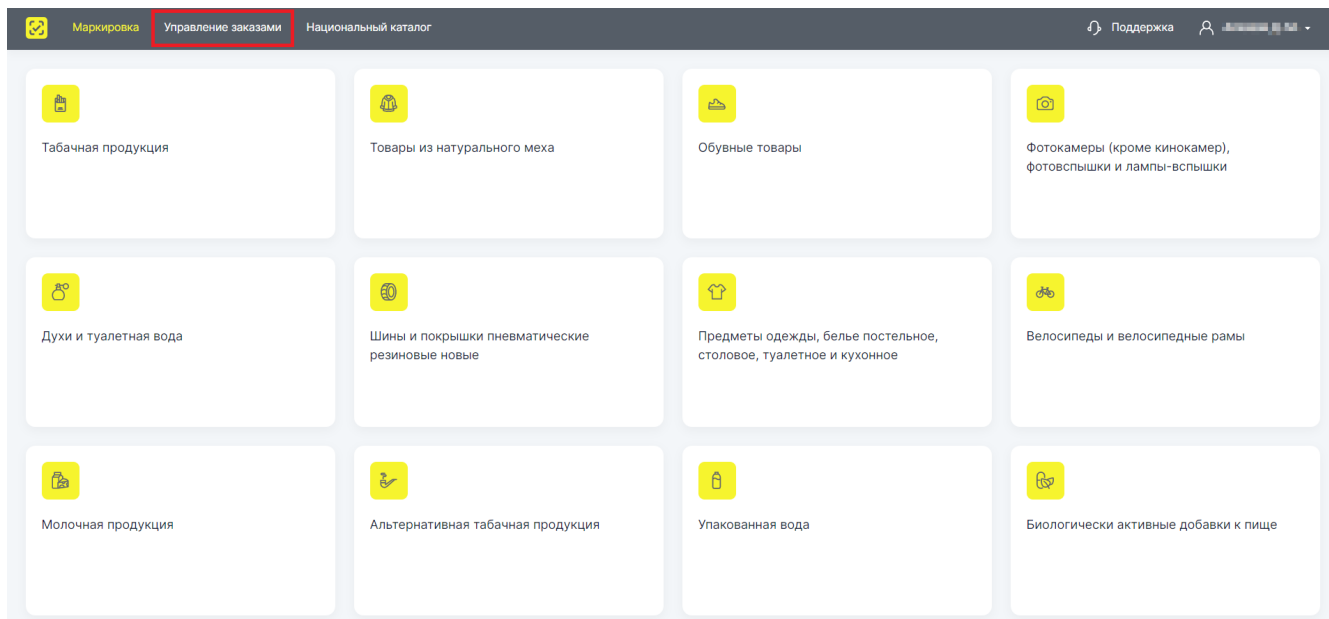 Маркировка Управление заказами Национальный каталог Поддержка
Табачная продукция
Товары из натурального меха
Обувные товары
Фотокамеры (кроме кинокамер),
фотовспышки и лампы-вспышки
Духи и туалетная вода
Шины и покрышки пневматические
резиновые новые
Предметы одежды, белье постельное,
столовое, туалетное и кухонное
Велосипеды и велосипедные рамы
Молочная продукция
Альтернативная табачная продукция
Упакованная вода
Биологически активные добавки к пище